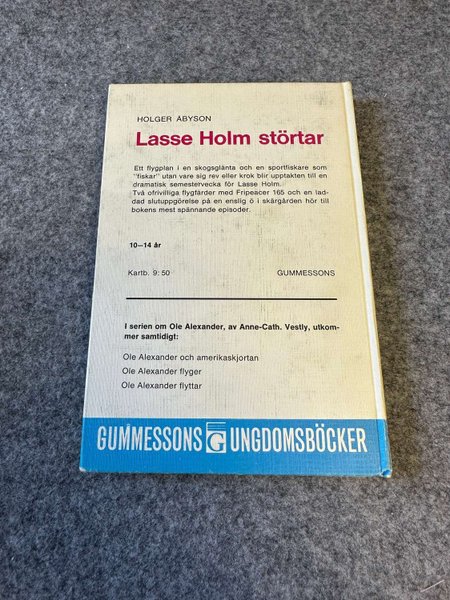 HOLGER ABYSON
Lasse Holm störtar
Ett flygplan i en skogsglänta och en sportfiskare som
"fiskar" utan vare sig rev eller krok blir upptakten till en
dramatisk semestervecka för Lasse Holm.
Två ofrivilliga flygfärder med Fripeacer 165 och en lad-
dad slutuppgörelse på en enslig ö i skärgården hör till
bokens mest spännande episoder.
10—14 år
Kartb. 9: 50 GUMMESSONS
I serien om Ole Alexander, av Anne-Cath. Vestly, utkom-
mer samtidigt:
Ole Alexander och amerikaskjortan
Ole Alexander flyger
Ole Alexander flyttar
GUMMESSONS G UNGDOMSBÖCKER